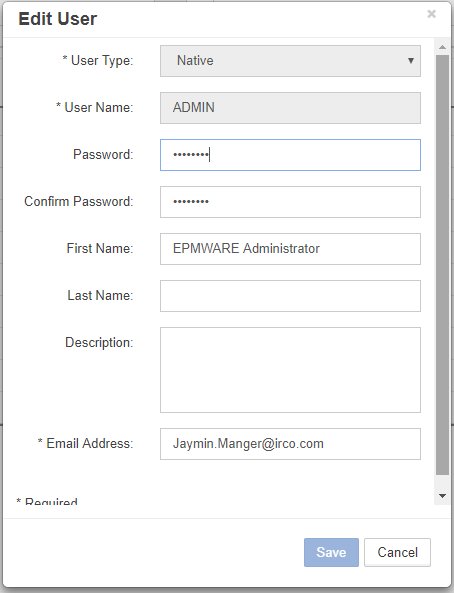 Edit User
* User Type: Native
* User Name: ADMIN
Password: ••••••••
Confirm Password: ••••••••
First Name: EPMWARE Administrator
Last Name:
Description:
* Email Address: Jaymin.Manger@irco.com
* Required
Save Cancel